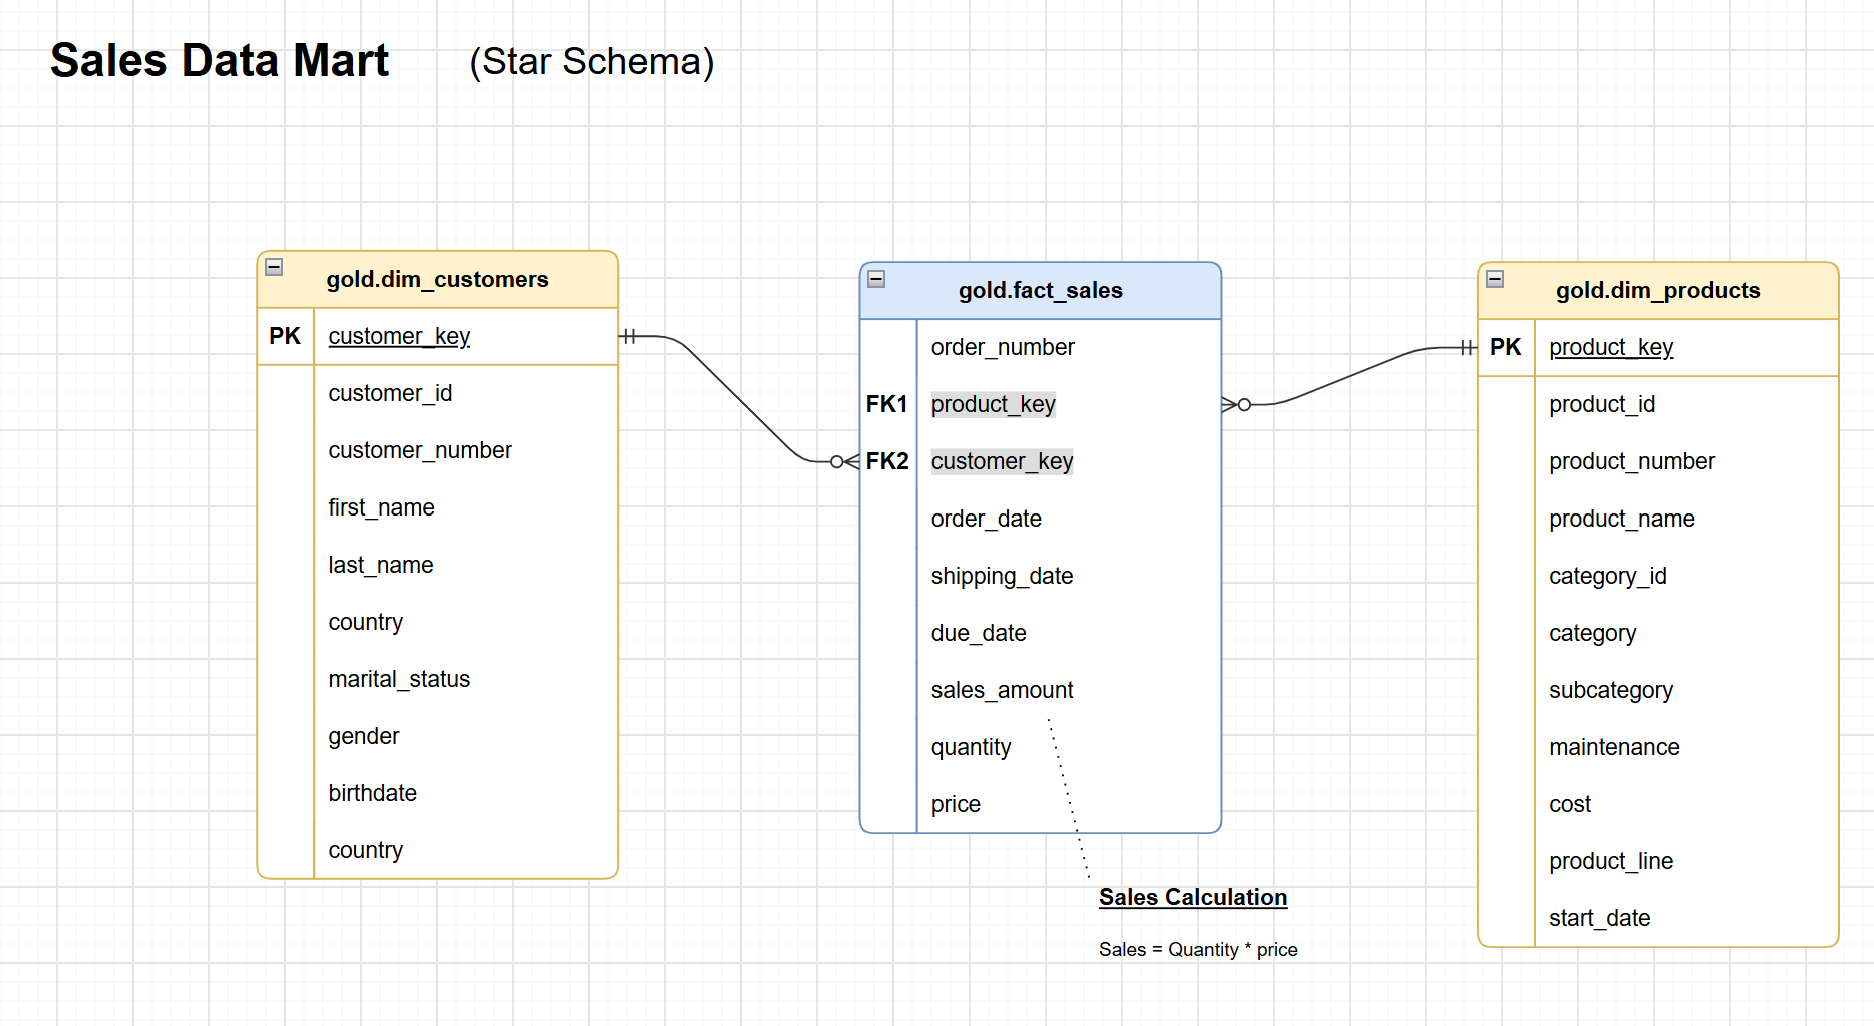 Sales Data Mart (Star Schema)
gold.dim_customers
PK customer_key
customer_id
customer_number
first_name
last_name
country
marital_status
gender
birthdate
country
gold.fact_sales
order_number
FK1 product_key
FK2 customer_key
order_date
shipping_date
due_date
sales_amount
quantity
price
Sales Calculation
Sales = Quantity * price
gold.dim_products
PK product_key
product_id
product_number
product_name
category_id
category
subcategory
maintenance
cost
product_line
start_date